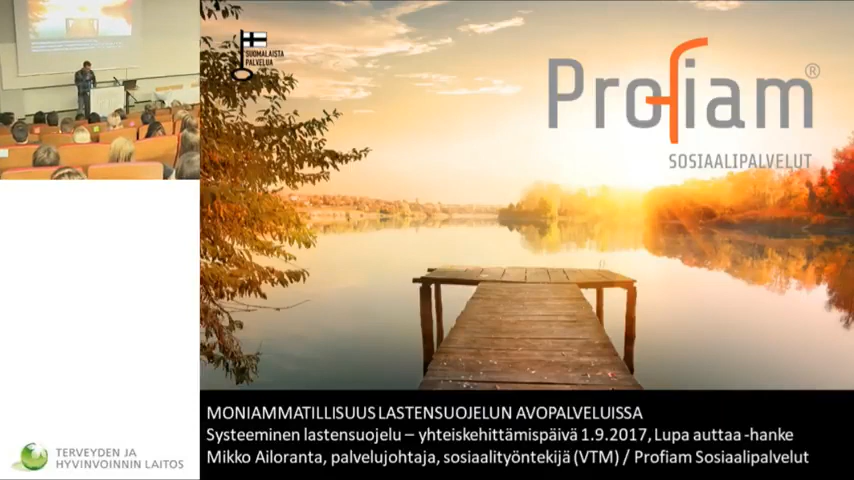 SUOMALAISTA
PALVELUA
Profiam®
SOSIAALIPALVELUT
MONIAMMATILLISUUS LASTENSUOJELUN AVOPALVELUISSA
Systeeminen lastensuojelu – yhteiskehittämispäivä 1.9.2017, Lupa auttaa -hanke
Mikko Ailoranta, palvelujohtaja, sosiaalityöntekijä (VTM) / Profiam Sosiaalipalvelut
TERVEYDEN JA
HYVINVOINNIN LAITOS